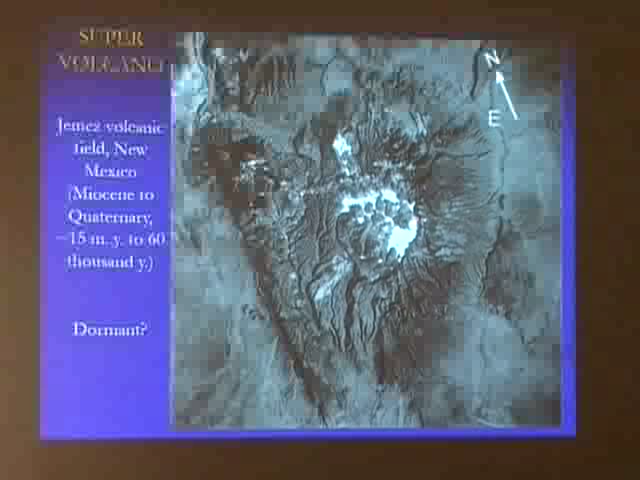 SUPER
VOLCANO
Jemez volcanic
field, New
Mexico
(Miocene to
Quaternary,
~15 m. y. to 60
thousand y.)
Dormant?
N
E